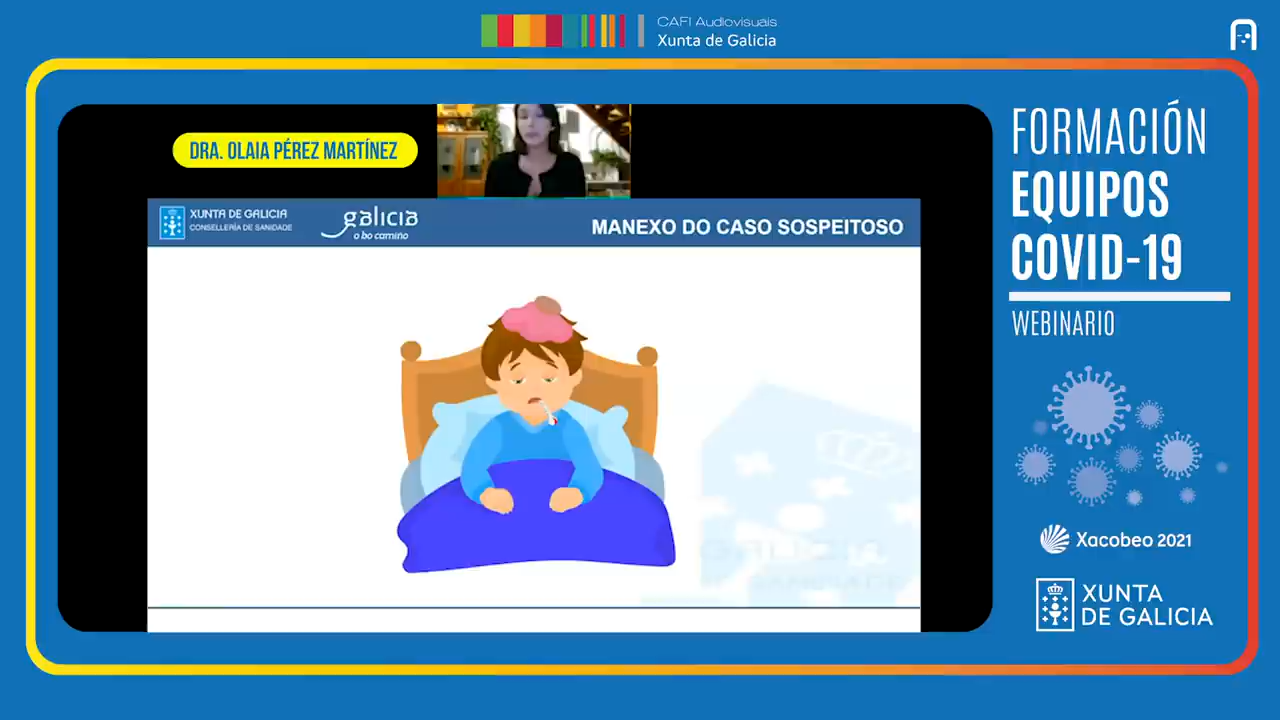 CAFI Audiovisuais
Xunta de Galicia
DRA. OLAIA PÉREZ MARTÍNEZ
XUNTA DE GALICIA
CONSELLERÍA DE SANIDADE
galicia
o bo camiño
MANEXO DO CASO SOSPEITOSO
FORMACIÓN
EQUIPOS
COVID-19
WEBINARIO
Xacobeo 2021
XUNTA
DE GALICIA